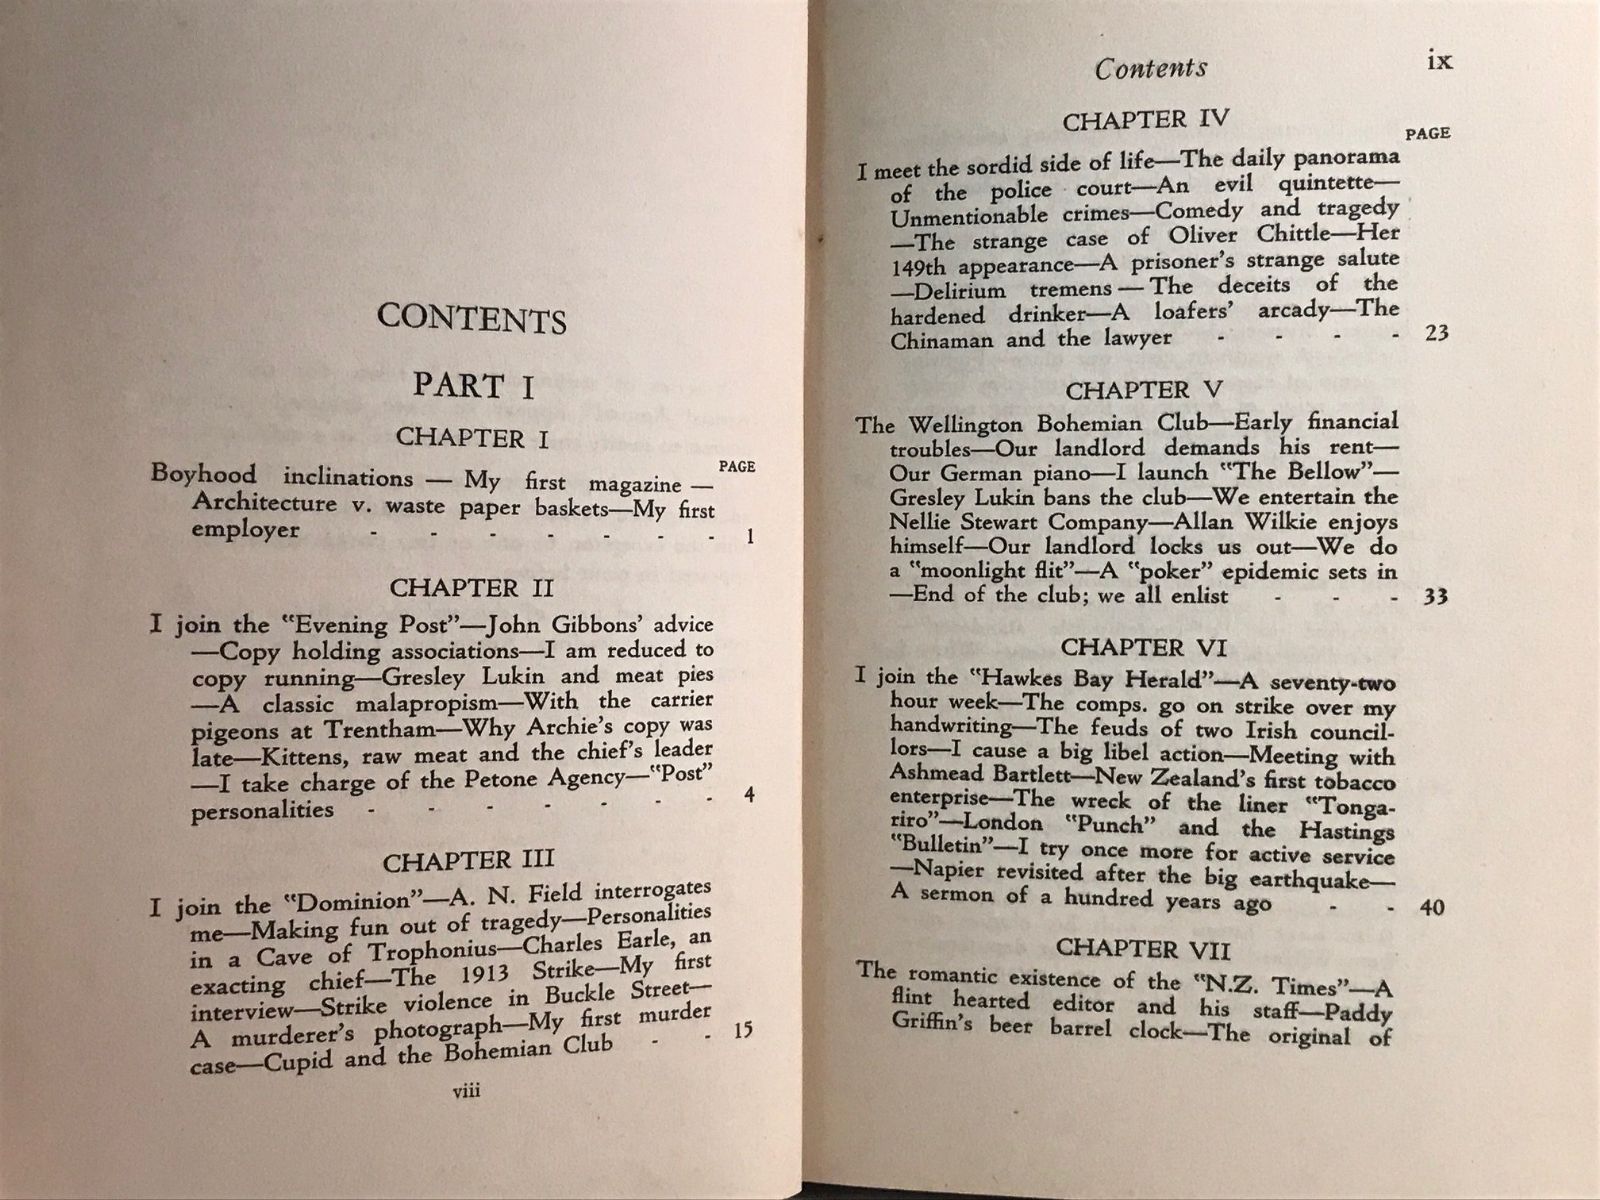 CONTENTS
PART I
CHAPTER I
PAGE
Boyhood inclinations — My first magazine —
Architecture v. waste paper baskets—My first
employer - - - - - - - 1
CHAPTER II
I join the "Evening Post"—John Gibbons' advice
—Copy holding associations—I am reduced to
copy running—Gresley Lukin and meat pies
—A classic malapropism—With the carrier
pigeons at Trentham—Why Archie's copy was
late—Kittens, raw meat and the chief's leader
—I take charge of the Petone Agency—"Post"
personalities - - - - - - - 4
CHAPTER III
I join the "Dominion"—A. N. Field interrogates
me—Making fun out of tragedy—Personalities
in a Cave of Trophonius—Charles Earle, an
exacting chief—The 1913 Strike—My first
interview—Strike violence in Buckle Street—
A murderer's photograph—My first murder
case—Cupid and the Bohemian Club - - 15
viii
Contents ix
CHAPTER IV
PAGE
I meet the sordid side of life—The daily panorama
of the police court—An evil quintette—
Unmentionable crimes—Comedy and tragedy
—The strange case of Oliver Chittle—Her
149th appearance—A prisoner's strange salute
—Delirium tremens — The deceits of the
hardened drinker—A loafers' arcady—The
Chinaman and the lawyer - - - - 23
CHAPTER V
The Wellington Bohemian Club—Early financial
troubles—Our landlord demands his rent—
Our German piano—I launch "The Bellow"—
Gresley Lukin bans the club—We entertain the
Nellie Stewart Company—Allan Wilkie enjoys
himself—Our landlord locks us out—We do
a "moonlight flit"—A "poker" epidemic sets in
—End of the club; we all enlist - - - 33
CHAPTER VI
I join the "Hawkes Bay Herald"—A seventy-two
hour week—The comps. go on strike over my
handwriting—The feuds of two Irish council-
lors—I cause a big libel action—Meeting with
Ashmead Bartlett—New Zealand's first tobacco
enterprise—The wreck of the liner "Tonga-
riro"—London "Punch" and the Hastings
"Bulletin"—I try once more for active service
—Napier revisited after the big earthquake—
A sermon of a hundred years ago - - 40
CHAPTER VII
The romantic existence of the "N.Z. Times"—A
flint hearted editor and his staff—Paddy
Griffin's beer barrel clock—The original of